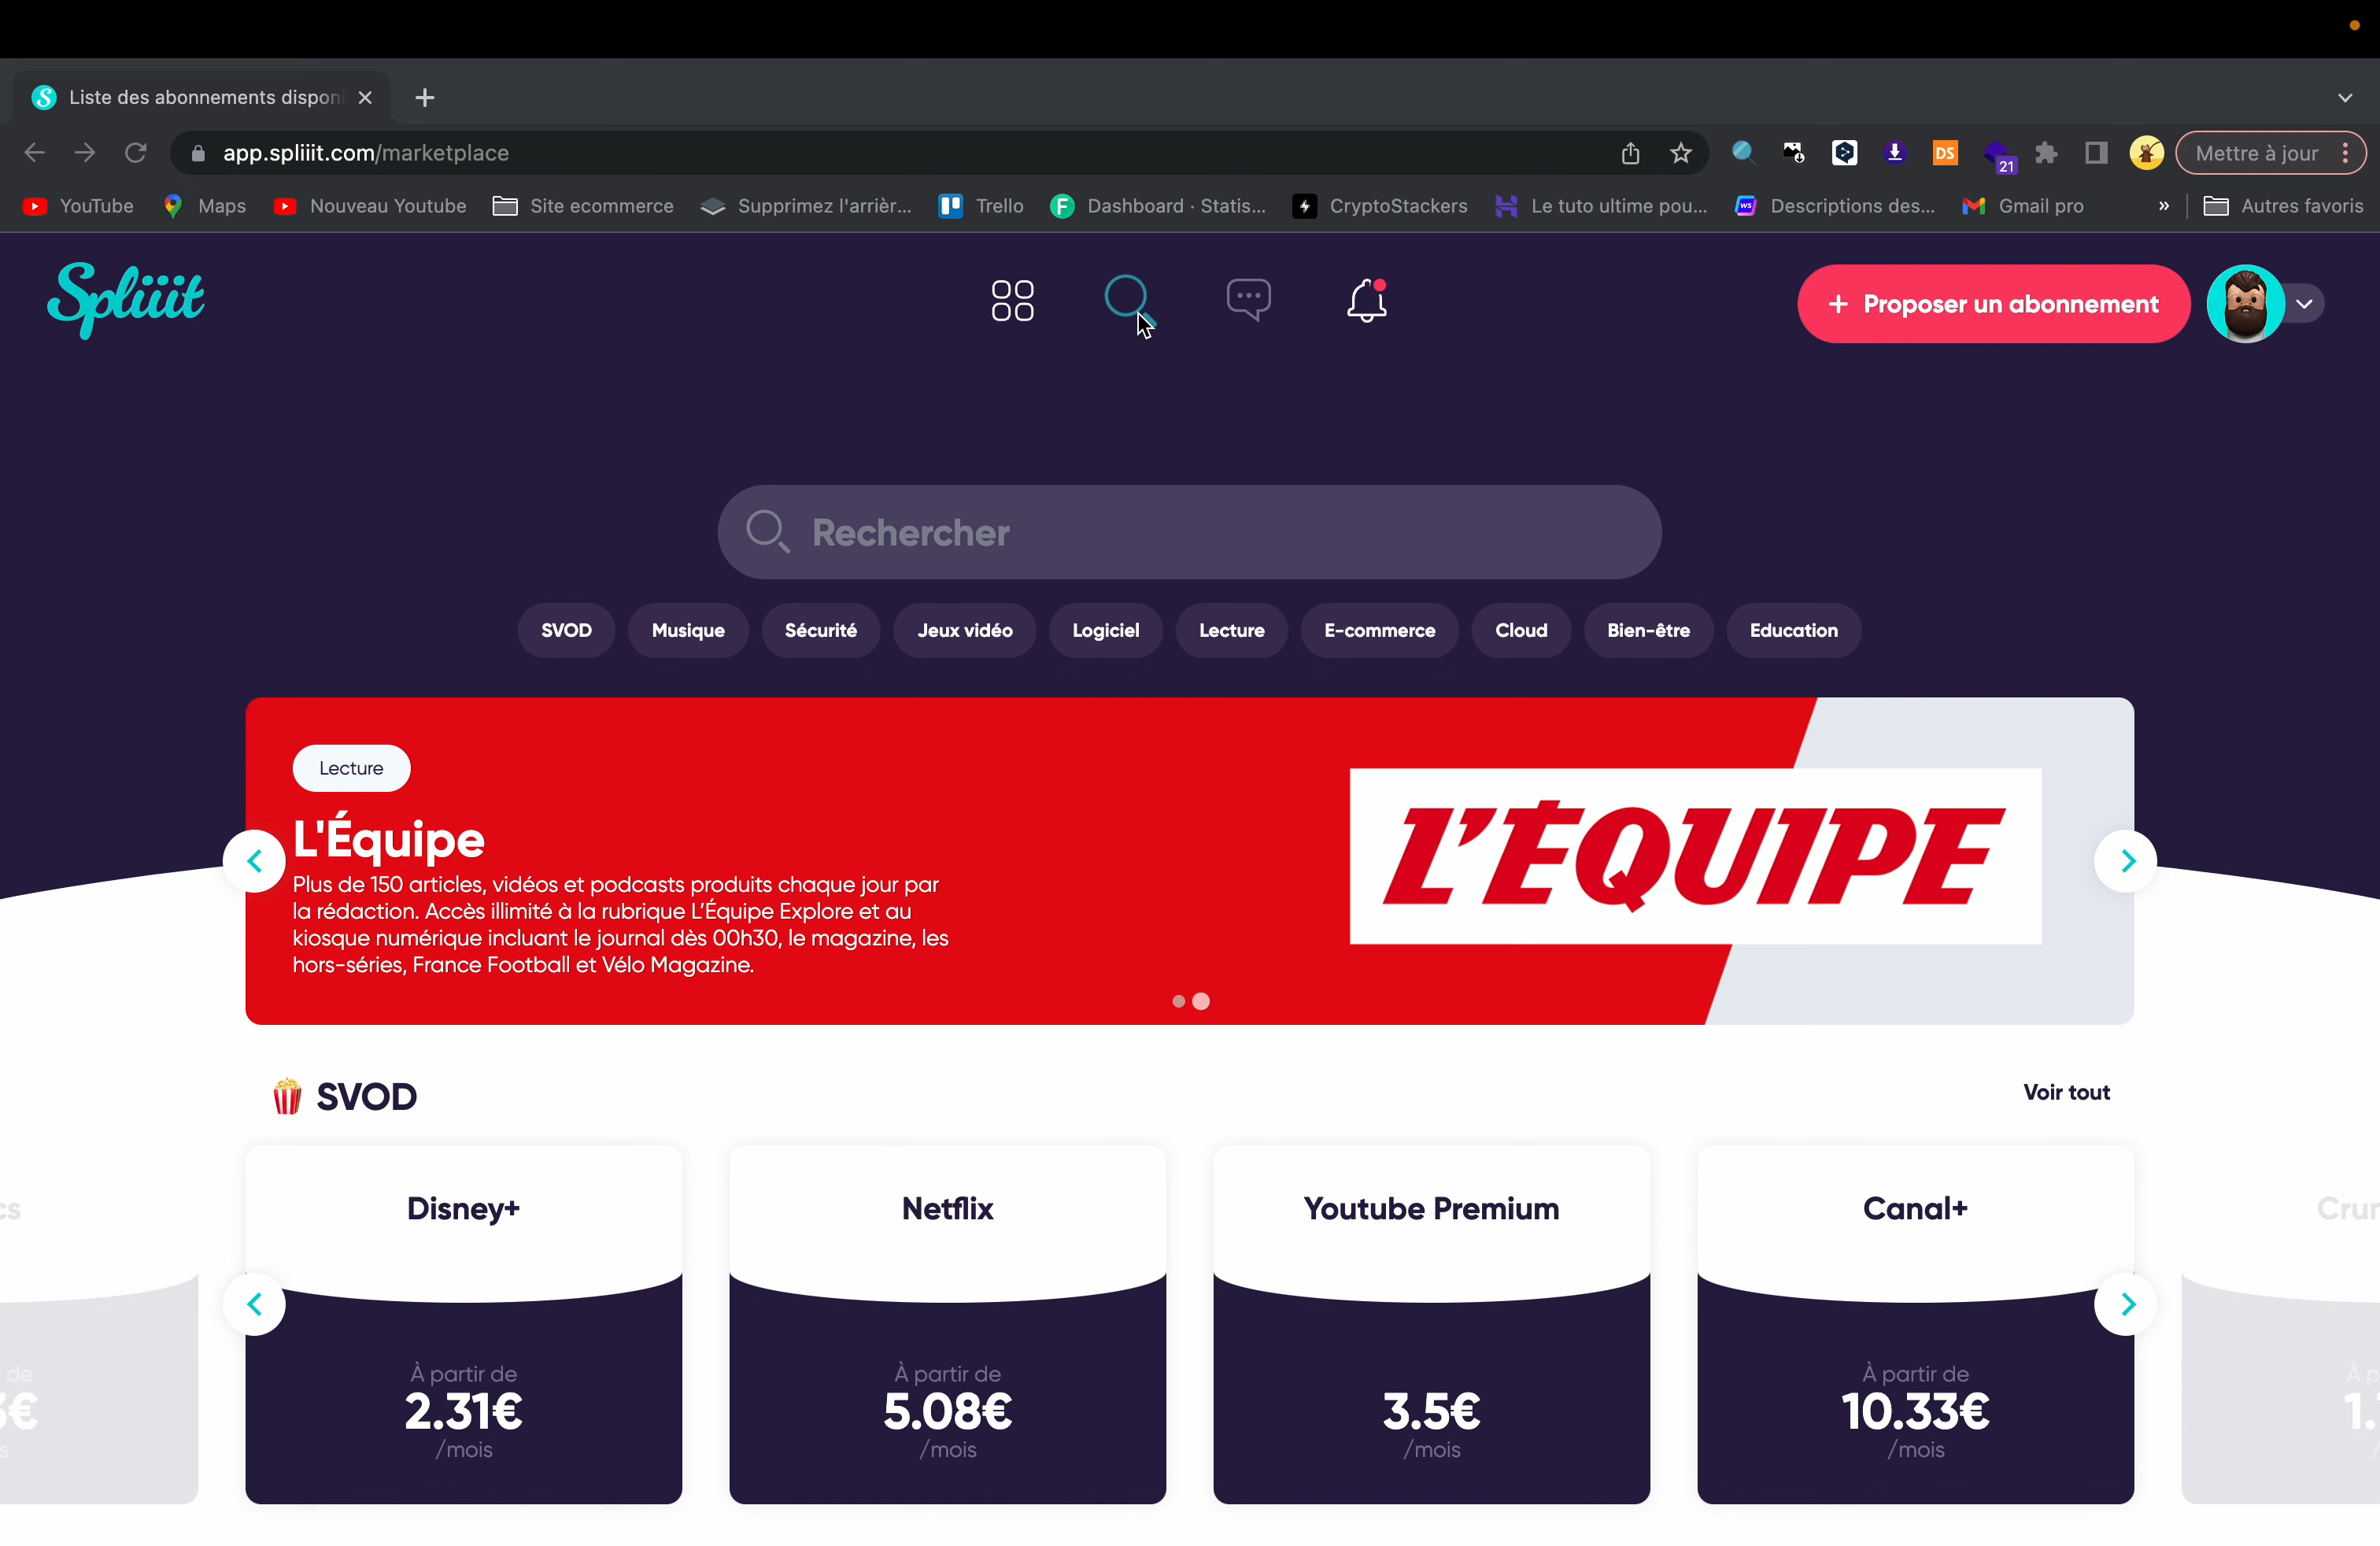 Liste des abonnements disponi
app.spliiit.com/marketplace
DS
21
Mettre à jour
YouTube
Maps
Nouveau Youtube
Site ecommerce
Supprimez l'arrièr...
Trello
F
Dashboard · Statis...
CryptoStackers
Le tuto ultime pou...
ws
Descriptions des...
Gmail pro
»
Autres favoris
Spliiit
+ Proposer un abonnement
Rechercher
SVOD
Musique
Sécurité
Jeux vidéo
Logiciel
Lecture
E-commerce
Cloud
Bien-être
Education
Lecture
L'Équipe
Plus de 150 articles, vidéos et podcasts produits chaque jour par
la rédaction. Accès illimité à la rubrique L'Équipe Explore et au
kiosque numérique incluant le journal dès 00h30, le magazine, les
hors-séries, France Football et Vélo Magazine.
L'ÉQUIPE
SVOD
Voir tout
Disney+
À partir de
2.31€
/mois
Netflix
À partir de
5.08€
/mois
Youtube Premium
3.5€
/mois
Canal+
À partir de
10.33€
/mois